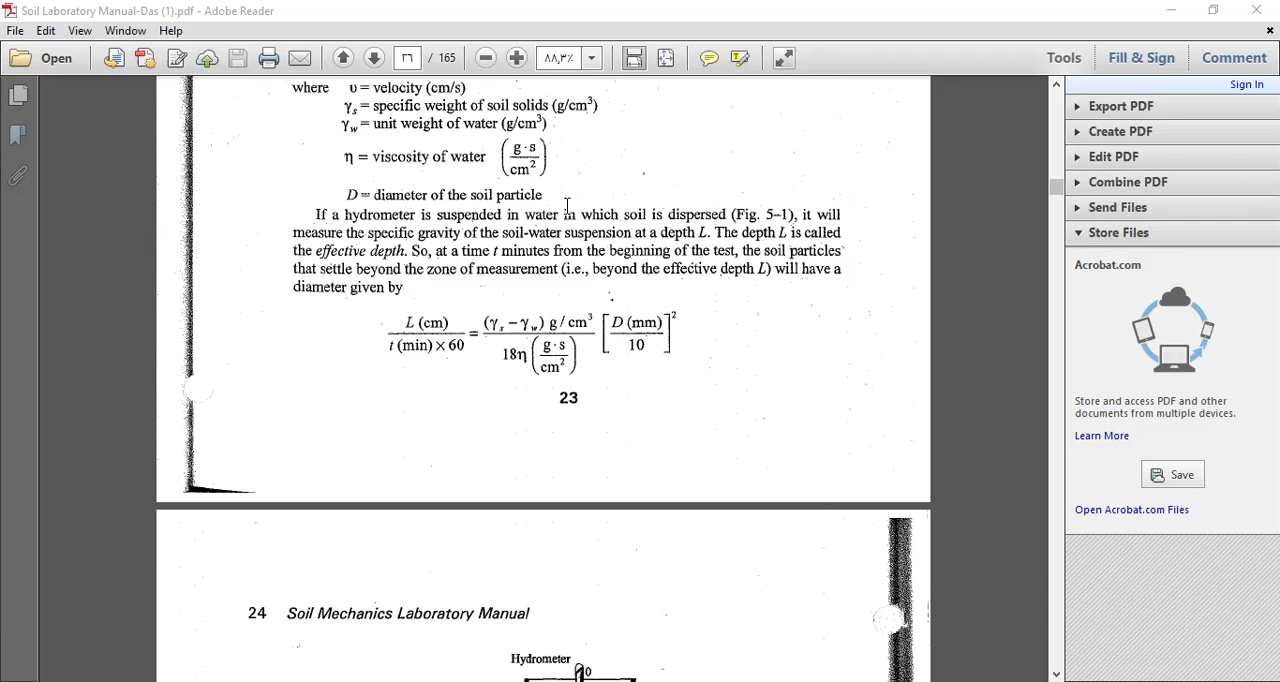 Soil Laboratory Manual-Das (1).pdf - Adobe Reader
File Edit View Window Help
Open ٣٦ / 165 ٨٨,٣٪ Tools Fill & Sign Comment
Sign In
Export PDF
Create PDF
Edit PDF
Combine PDF
Send Files
Store Files
Acrobat.com
Store and access PDF and other
documents from multiple devices.
Learn More
Save
Open Acrobat.com Files
where υ = velocity (cm/s)
γs = specific weight of soil solids (g/cm³)
γw = unit weight of water (g/cm³)
η = viscosity of water (g·s/cm²)
D = diameter of the soil particle
If a hydrometer is suspended in water in which soil is dispersed (Fig. 5–1), it will
measure the specific gravity of the soil-water suspension at a depth L. The depth L is called
the effective depth. So, at a time t minutes from the beginning of the test, the soil particles
that settle beyond the zone of measurement (i.e., beyond the effective depth L) will have a
diameter given by
L (cm) / t (min) × 60 = (γs – γw) g / cm³ / 18η (g·s/cm²) [D (mm) / 10]²
23
24 Soil Mechanics Laboratory Manual
Hydrometer
0